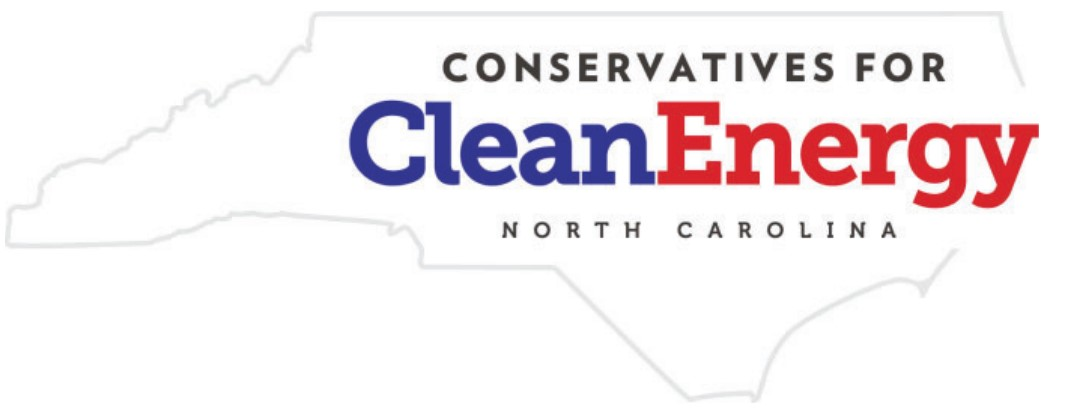 CONSERVATIVES FOR
CleanEnergy
NORTH CAROLINA